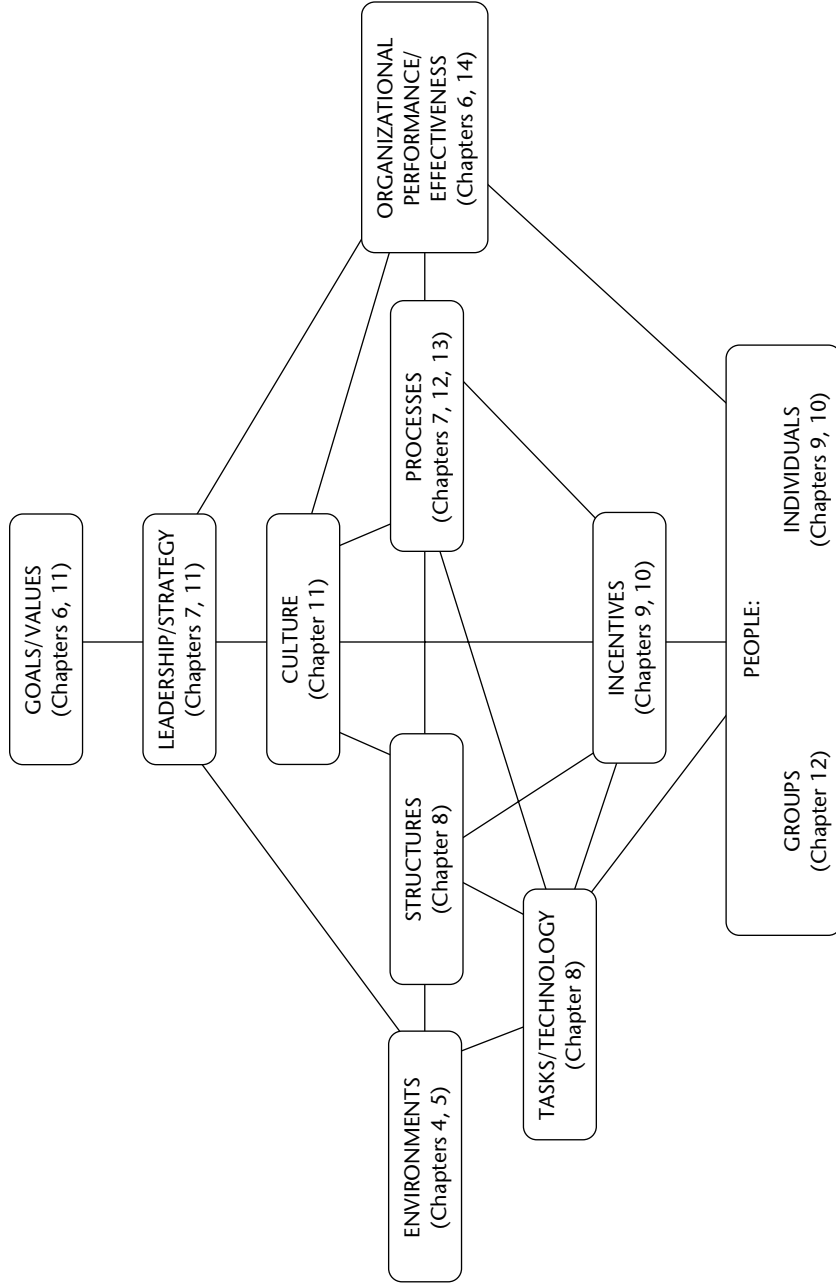 GOALS/VALUES
(Chapters 6, 11)
LEADERSHIP/STRATEGY
(Chapters 7, 11)
CULTURE
(Chapter 11)
ENVIRONMENTS
(Chapters 4, 5)
STRUCTURES
(Chapter 8)
PROCESSES
(Chapters 7, 12, 13)
ORGANIZATIONAL
PERFORMANCE/
EFFECTIVENESS
(Chapters 6, 14)
TASKS/TECHNOLOGY
(Chapter 8)
INCENTIVES
(Chapters 9, 10)
PEOPLE:
GROUPS
(Chapter 12)
INDIVIDUALS
(Chapters 9, 10)